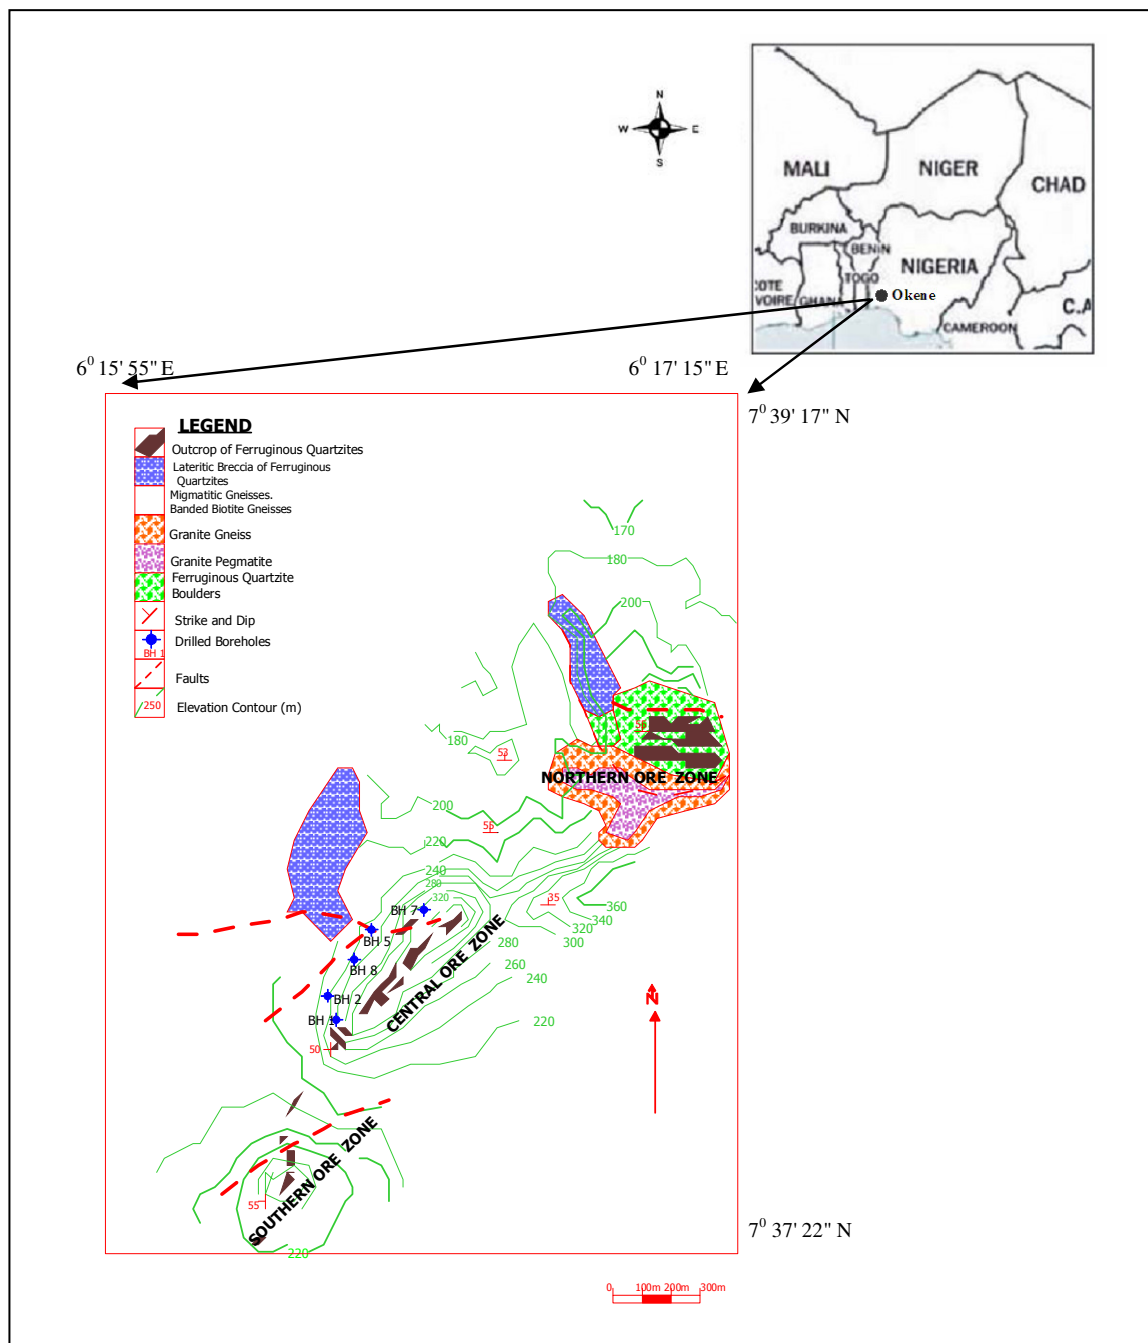 N
W E
S
MALI
NIGER
CHAD
BURKINA
BENIN
NIGERIA
TOGO
COTE
VOIRE
GHANA
Okene
C.A
CAMEROON
6⁰ 15' 55" E
6⁰ 17' 15" E
7⁰ 39' 17" N
LEGEND
Outcrop of Ferruginous Quartzites
Lateritic Breccia of Ferruginous
Quartzites
Migmatitic Gneisses.
Banded Biotite Gneisses
Granite Gneiss
Granite Pegmatite
Ferruginous Quartzite
Boulders
Strike and Dip
Drilled Boreholes
BH 1
Faults
250
Elevation Contour (m)
170
180
200
56
180
53
NORTHERN ORE ZONE
200
55
220
240
280
320
35
BH 7
360
340
320
300
BH 5
280
BH 8
260
240
CENTRAL ORE ZONE
BH 2
BH 1
220
50
N
SOUTHERN ORE ZONE
55
220
7⁰ 37' 22" N
0 100m 200m 300m